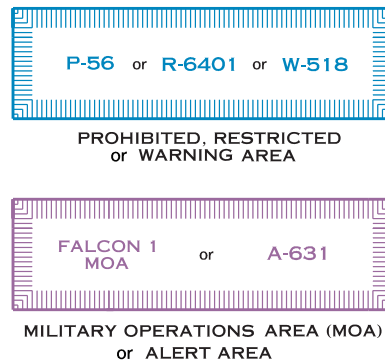 P-56 or R-6401 or W-518
PROHIBITED, RESTRICTED
or WARNING AREA
FALCON 1
MOA
or
A-631
MILITARY OPERATIONS AREA (MOA)
or ALERT AREA